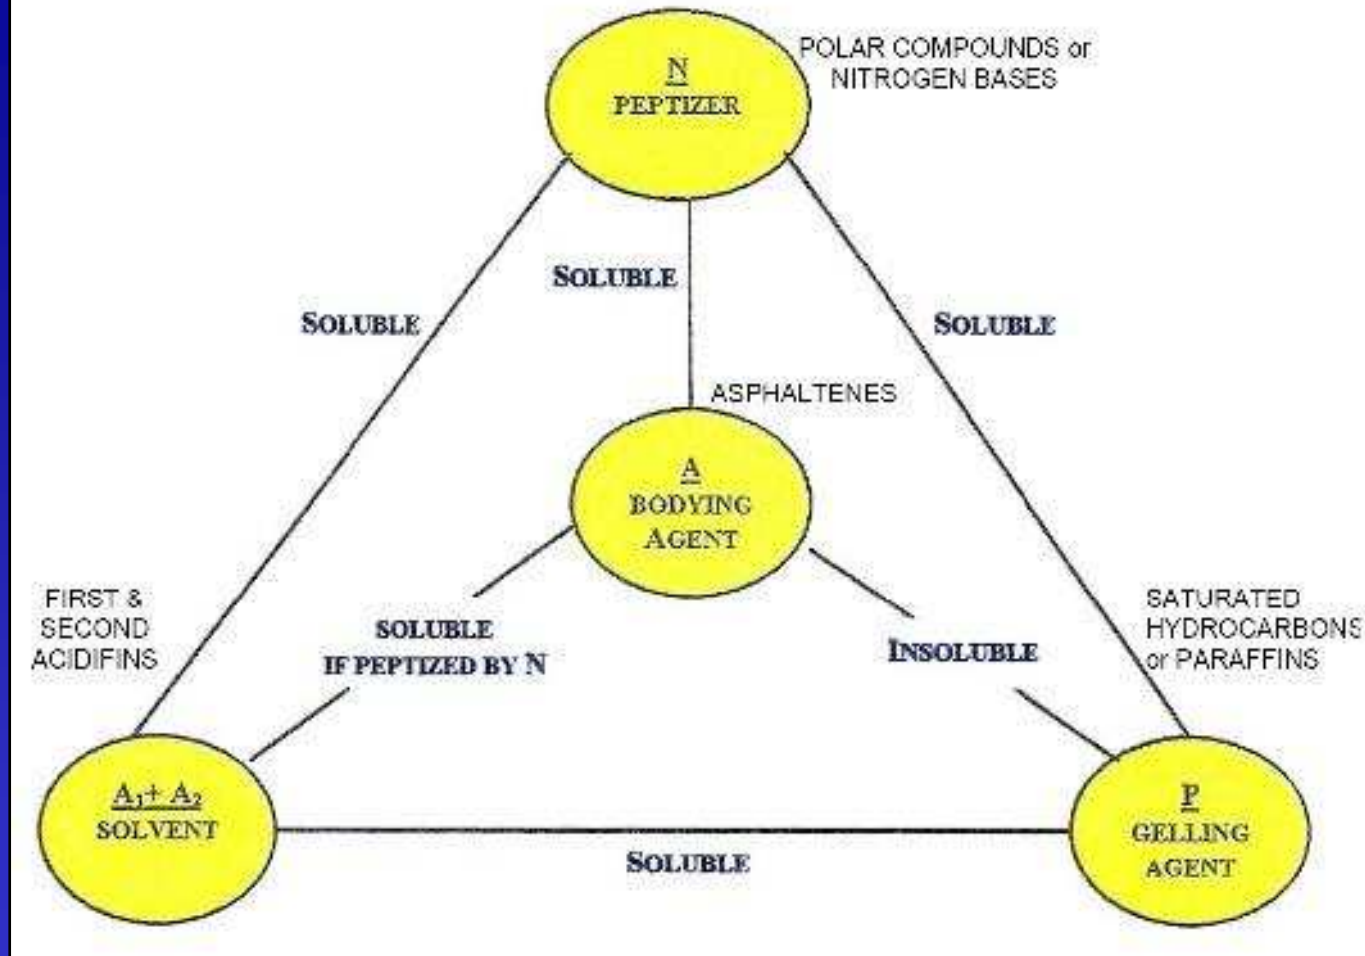 N
PEPTIZER
POLAR COMPOUNDS or
NITROGEN BASES
SOLUBLE
SOLUBLE
SOLUBLE
ASPHALTENES
A
BODYING
AGENT
FIRST &
SECOND
ACIDIFINS
SOLUBLE
IF PEPTIZED BY N
INSOLUBLE
SATURATED
HYDROCARBONS
or PARAFFINS
A₁+ A₂
SOLVENT
SOLUBLE
P
GELLING
AGENT